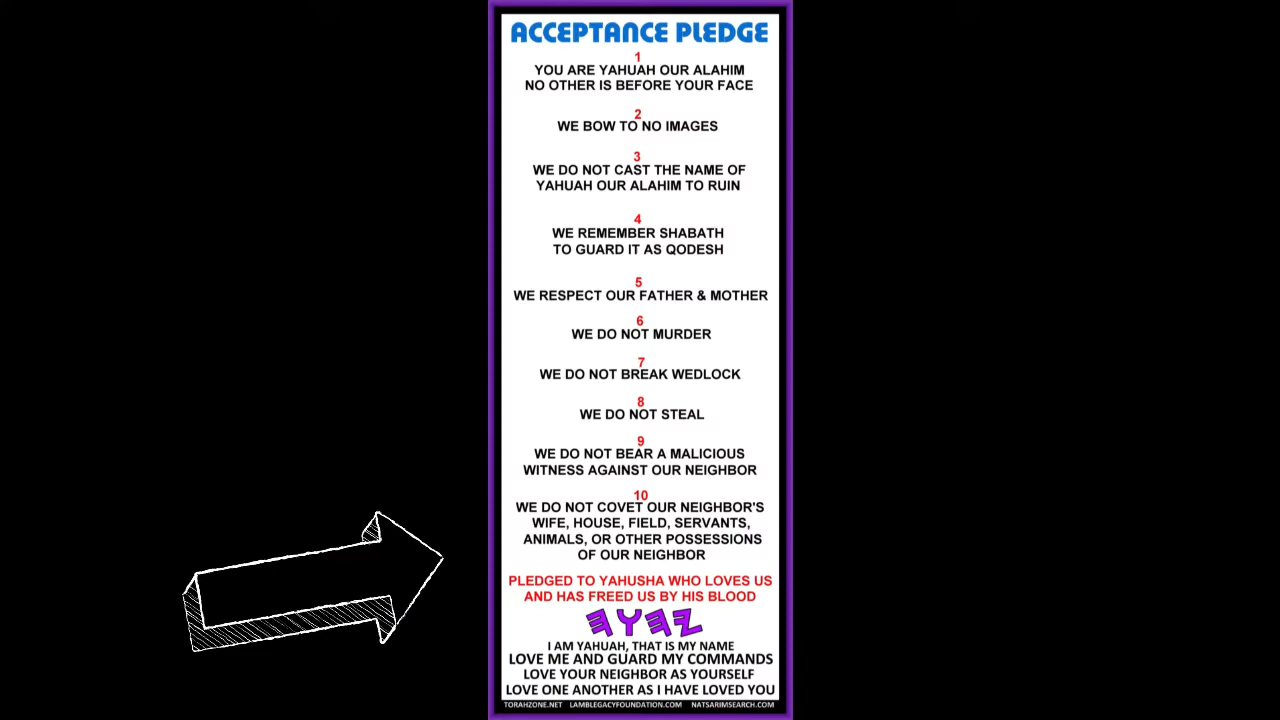 ACCEPTANCE PLEDGE
1
YOU ARE YAHUAH OUR ALAHIM
NO OTHER IS BEFORE YOUR FACE
2
WE BOW TO NO IMAGES
3
WE DO NOT CAST THE NAME OF
YAHUAH OUR ALAHIM TO RUIN
4
WE REMEMBER SHABATH
TO GUARD IT AS QODESH
5
WE RESPECT OUR FATHER & MOTHER
6
WE DO NOT MURDER
7
WE DO NOT BREAK WEDLOCK
8
WE DO NOT STEAL
9
WE DO NOT BEAR A MALICIOUS
WITNESS AGAINST OUR NEIGHBOR
10
WE DO NOT COVET OUR NEIGHBOR'S
WIFE, HOUSE, FIELD, SERVANTS,
ANIMALS, OR OTHER POSSESSIONS
OF OUR NEIGHBOR
PLEDGED TO YAHUSHA WHO LOVES US
AND HAS FREED US BY HIS BLOOD
𐤉𐤄𐤅𐤄
I AM YAHUAH, THAT IS MY NAME
LOVE ME AND GUARD MY COMMANDS
LOVE YOUR NEIGHBOR AS YOURSELF
LOVE ONE ANOTHER AS I HAVE LOVED YOU
TORAHZONE.NET LAMBLEGACYFOUNDATION.COM NATSARIMSEARCH.COM